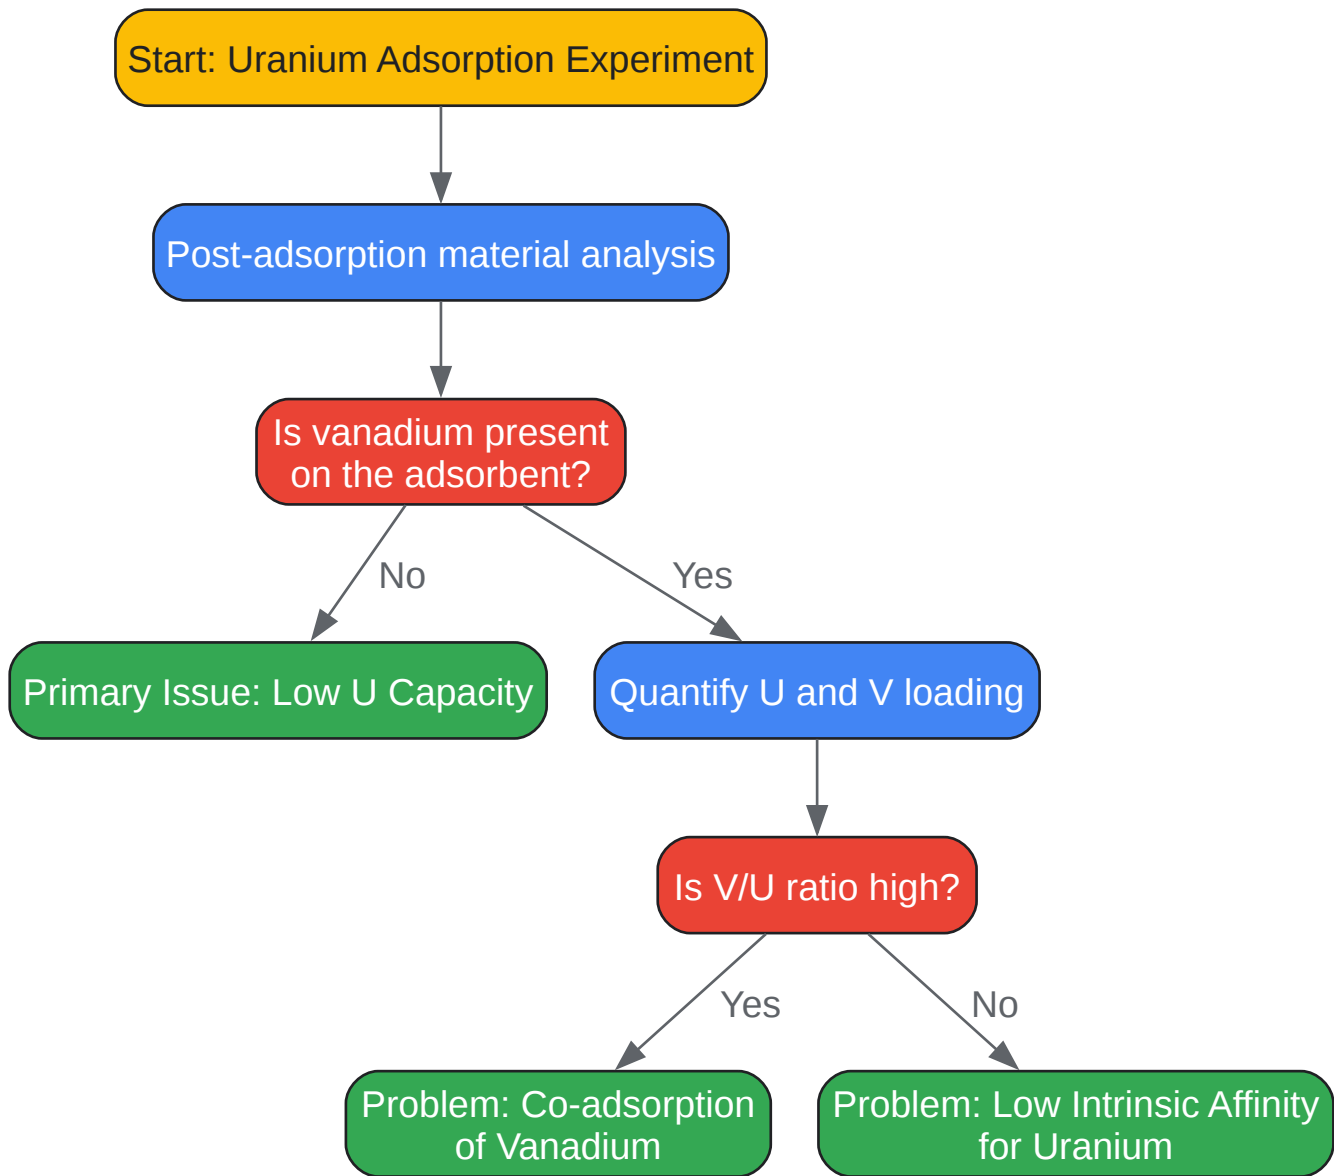 Start: Uranium Adsorption Experiment
Post-adsorption material analysis
Is vanadium present
on the adsorbent?
No
Yes
Primary Issue: Low U Capacity
Quantify U and V loading
Is V/U ratio high?
Yes
No
Problem: Co-adsorption
of Vanadium
Problem: Low Intrinsic Affinity
for Uranium